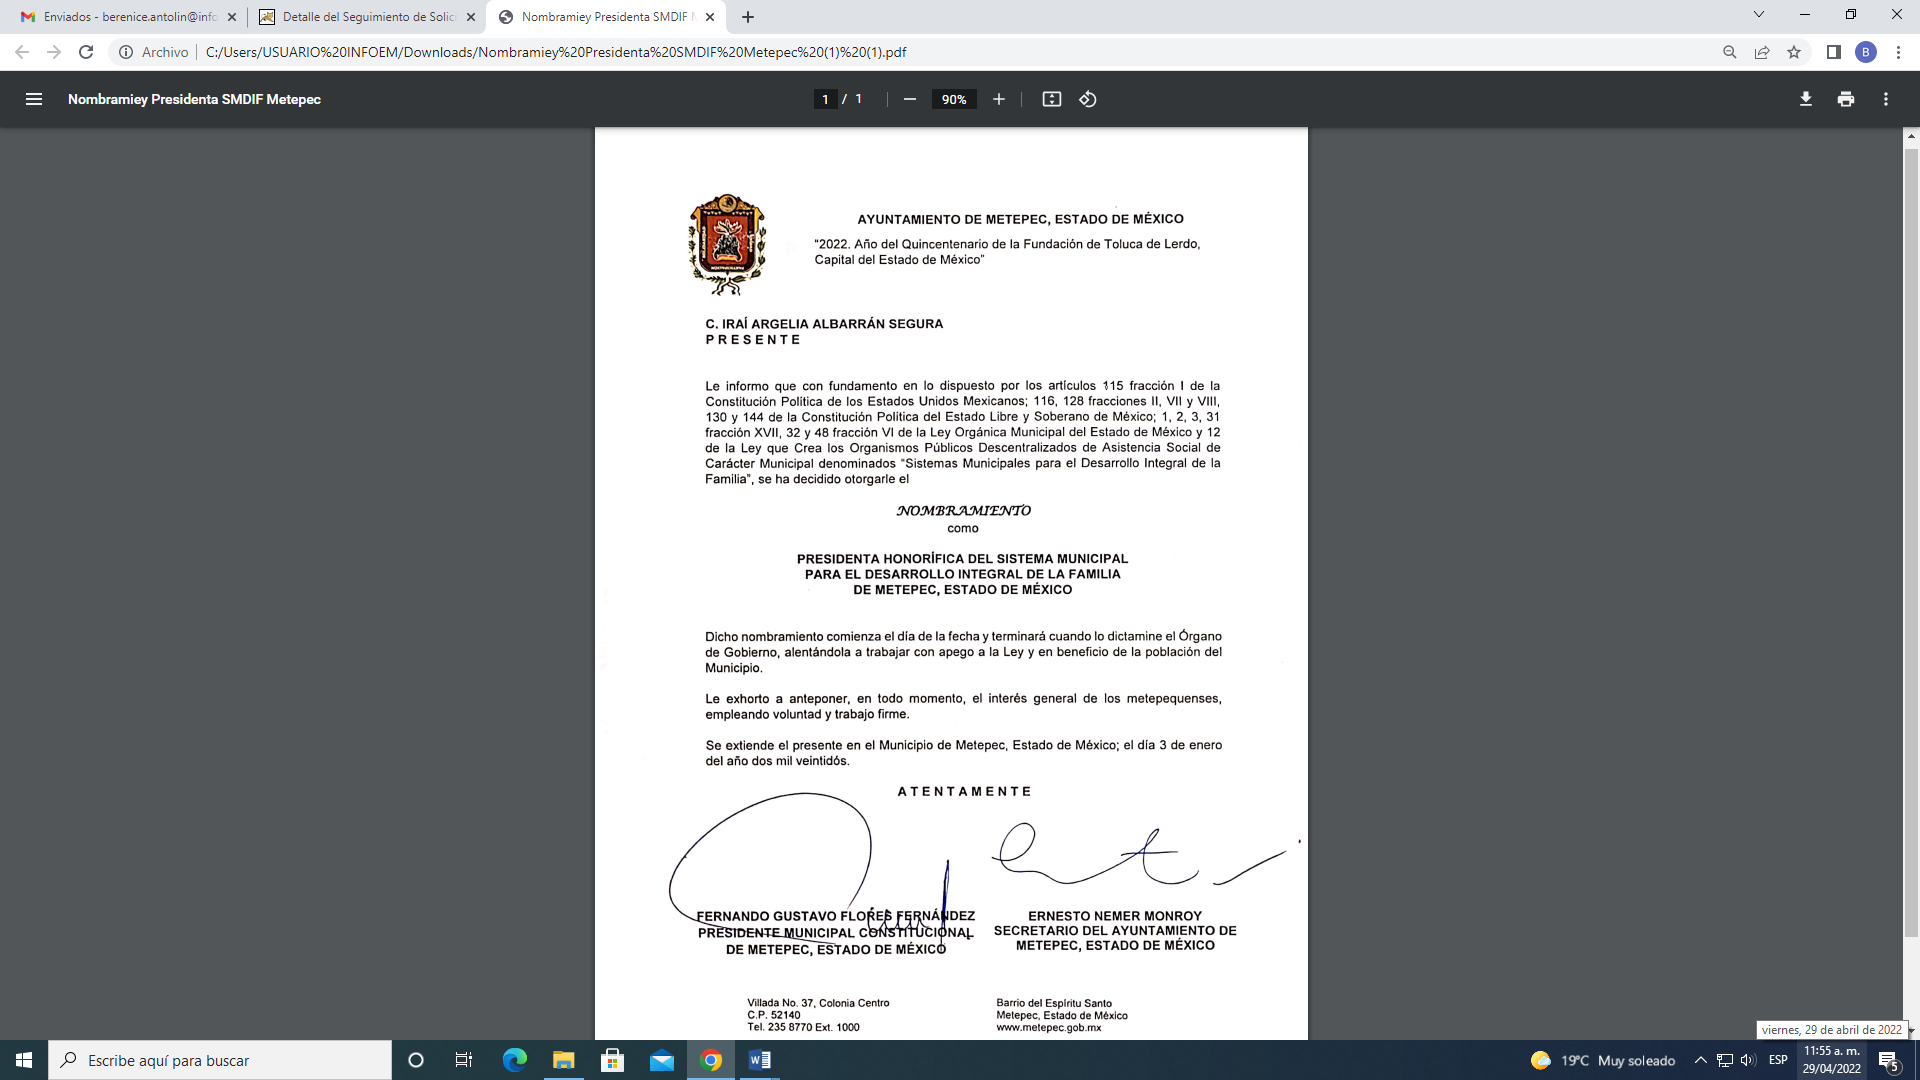 Enviados - berenice.antolin@info
Detalle del Seguimiento de Solici
Nombramiey Presidenta SMDIF M
Archivo
C:/Users/USUARIO%20INFOEM/Downloads/Nombramiey%20Presidenta%20SMDIF%20Metepec%20(1)%20(1).pdf
B
Nombramiey Presidenta SMDIF Metepec
1 / 1
90%
AYUNTAMIENTO DE METEPEC, ESTADO DE MÉXICO
"2022. Año del Quincentenario de la Fundación de Toluca de Lerdo,
Capital del Estado de México"
C. IRAÍ ARGELIA ALBARRÁN SEGURA
P R E S E N T E
Le informo que con fundamento en lo dispuesto por los artículos 115 fracción I de la
Constitución Política de los Estados Unidos Mexicanos; 116, 128 fracciones II, VII y VIII,
130 y 144 de la Constitución Política del Estado Libre y Soberano de México; 1, 2, 3, 31
fracción XVII, 32 y 48 fracción VI de la Ley Orgánica Municipal del Estado de México y 12
de la Ley que Crea los Organismos Públicos Descentralizados de Asistencia Social de
Carácter Municipal denominados "Sistemas Municipales para el Desarrollo Integral de la
Familia", se ha decidido otorgarle el
NOMBRAMIENTO
como
PRESIDENTA HONORÍFICA DEL SISTEMA MUNICIPAL
PARA EL DESARROLLO INTEGRAL DE LA FAMILIA
DE METEPEC, ESTADO DE MÉXICO
Dicho nombramiento comienza el día de la fecha y terminará cuando lo dictamine el Órgano
de Gobierno, alentándola a trabajar con apego a la Ley y en beneficio de la población del
Municipio.
Le exhorto a anteponer, en todo momento, el interés general de los metepequenses,
empleando voluntad y trabajo firme.
Se extiende el presente en el Municipio de Metepec, Estado de México; el día 3 de enero
del año dos mil veintidós.
A T E N T A M E N T E
FERNANDO GUSTAVO FLORES FERNÁNDEZ
PRESIDENTE MUNICIPAL CONSTITUCIONAL
DE METEPEC, ESTADO DE MÉXICO
ERNESTO NEMER MONROY
SECRETARIO DEL AYUNTAMIENTO DE
METEPEC, ESTADO DE MÉXICO
Villada No. 37, Colonia Centro
C.P. 52140
Tel. 235 8770 Ext. 1000
Barrio del Espíritu Santo
Metepec, Estado de México
www.metepec.gob.mx
viernes, 29 de abril de 2022
Escribe aquí para buscar
19°C Muy soleado
ESP
11:55 a. m.
29/04/2022
5